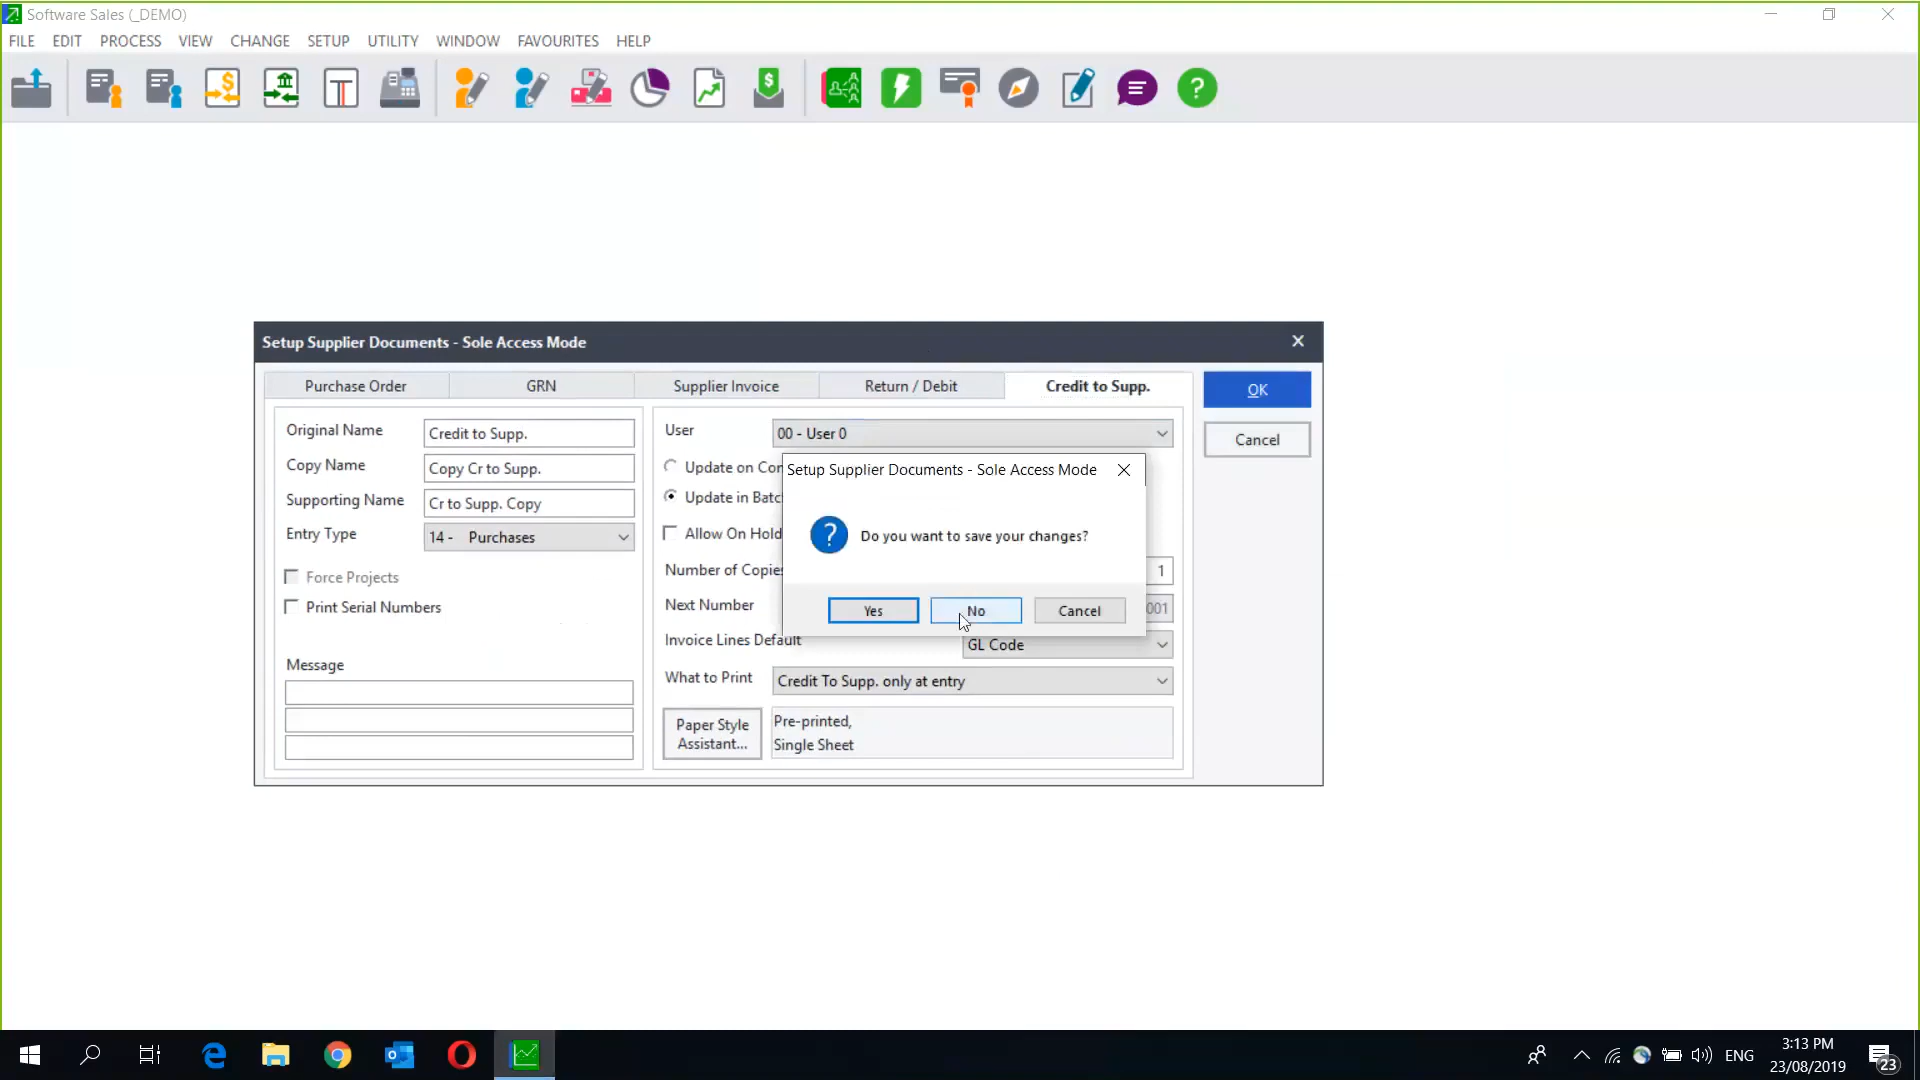 Software Sales (_DEMO)
FILE EDIT PROCESS VIEW CHANGE SETUP UTILITY WINDOW FAVOURITES HELP
Setup Supplier Documents - Sole Access Mode
Purchase Order GRN Supplier Invoice Return / Debit Credit to Supp.
OK
Cancel
Original Name Credit to Supp.
Copy Name Copy Cr to Supp.
Supporting Name Cr to Supp. Copy
Entry Type 14 - Purchases
Force Projects
Print Serial Numbers
Message
User 00 - User 0
Update on Con
Update in Batc
Allow On Hold
Number of Copies 1
Next Number 001
Invoice Lines Default GL Code
What to Print Credit To Supp. only at entry
Paper Style
Assistant...
Pre-printed,
Single Sheet
Setup Supplier Documents - Sole Access Mode
Do you want to save your changes?
Yes No Cancel
ENG
3:13 PM
23/08/2019
23